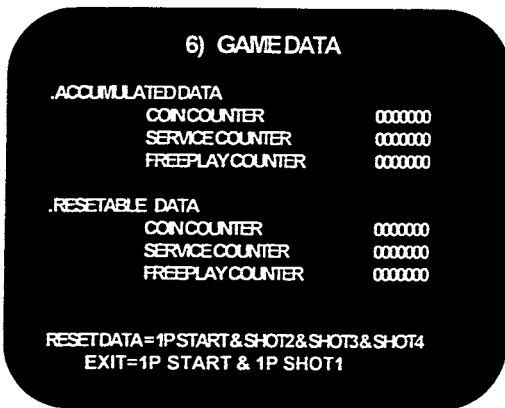 6) GAME DATA
.ACCUMULATED DATA
COIN COUNTER 0000000
SERVICE COUNTER 0000000
FREEPLAY COUNTER 0000000
.RESETABLE DATA
COIN COUNTER 0000000
SERVICE COUNTER 0000000
FREEPLAY COUNTER 0000000
RESET DATA=1P START & SHOT2 & SHOT3 & SHOT4
EXIT=1P START & 1P SHOT1